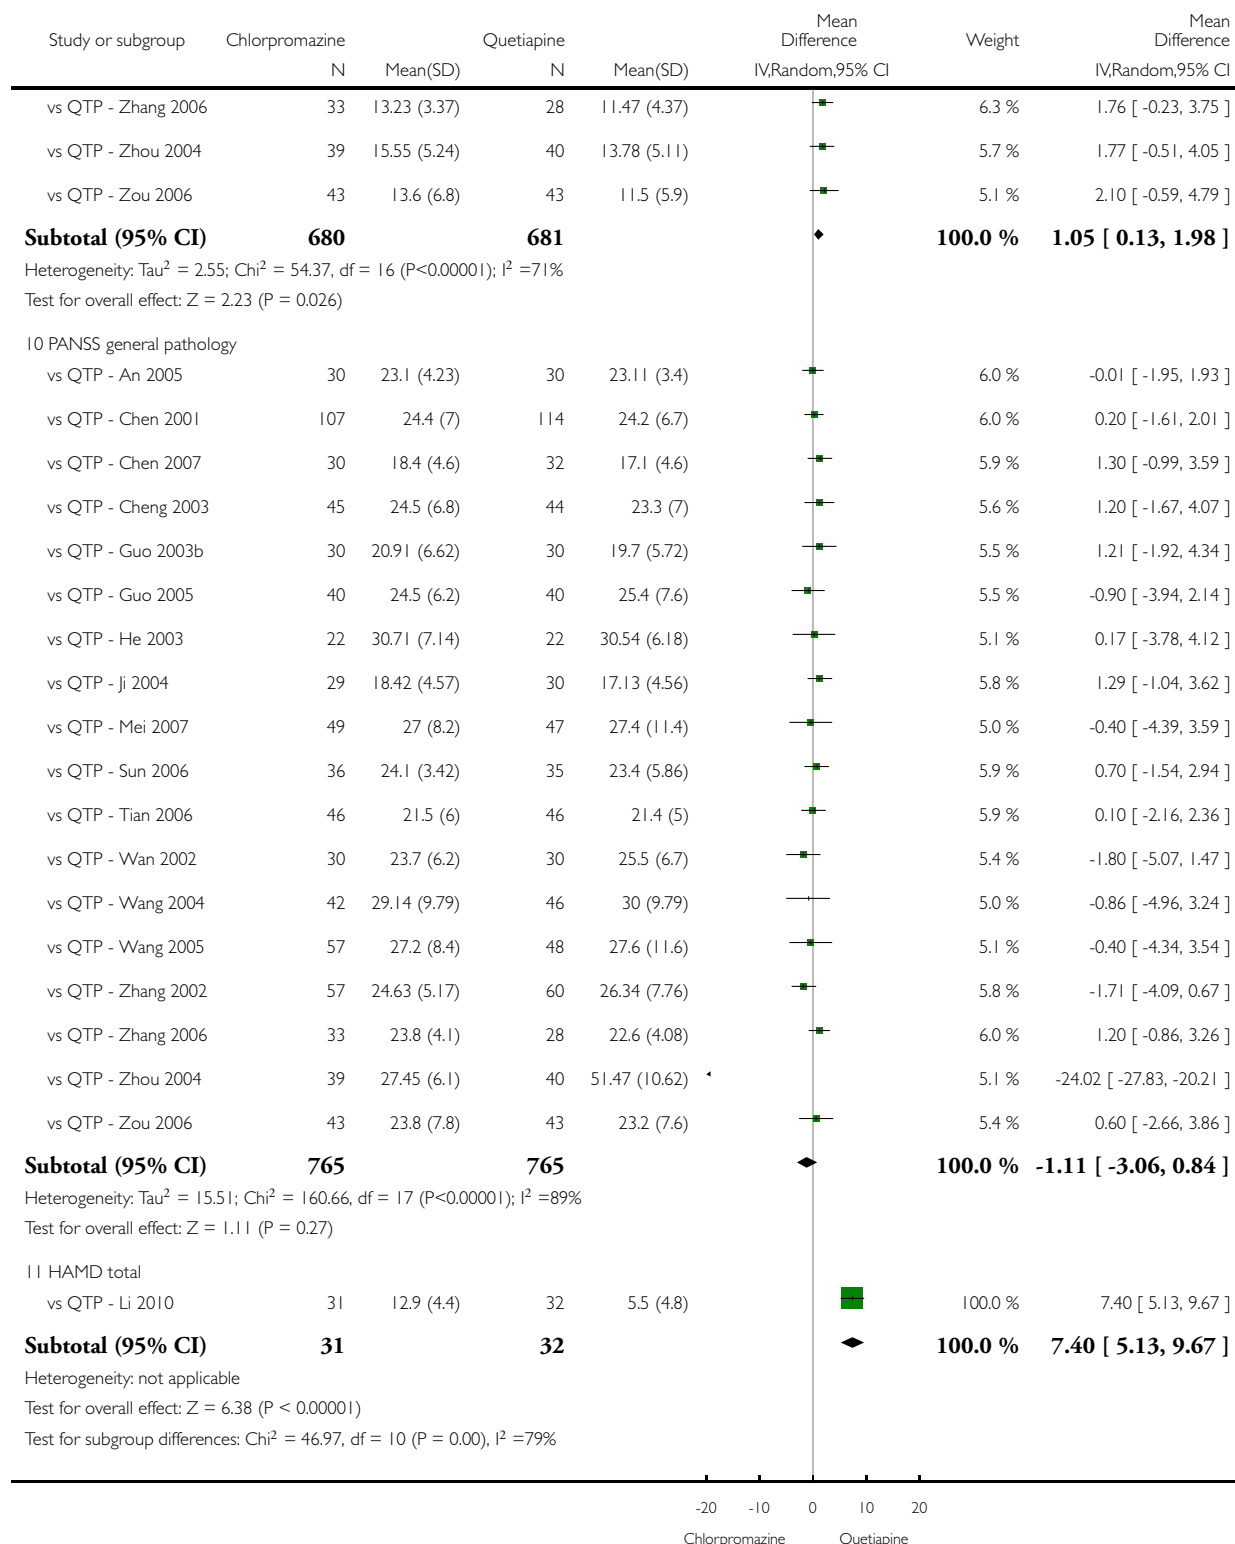 Study or subgroup Chlorpromazine Quetiapine Mean Difference Weight Mean Difference
N Mean(SD) N Mean(SD) IV,Random,95% CI IV,Random,95% CI
vs QTP - Zhang 2006 33 13.23 (3.37) 28 11.47 (4.37) 6.3 % 1.76 [ -0.23, 3.75 ]
vs QTP - Zhou 2004 39 15.55 (5.24) 40 13.78 (5.11) 5.7 % 1.77 [ -0.51, 4.05 ]
vs QTP - Zou 2006 43 13.6 (6.8) 43 11.5 (5.9) 5.1 % 2.10 [ -0.59, 4.79 ]
Subtotal (95% CI) 680 681 100.0 % 1.05 [ 0.13, 1.98 ]
Heterogeneity: Tau² = 2.55; Chi² = 54.37, df = 16 (P<0.00001); I² =71%
Test for overall effect: Z = 2.23 (P = 0.026)
10 PANSS general pathology
vs QTP - An 2005 30 23.1 (4.23) 30 23.11 (3.4) 6.0 % -0.01 [ -1.95, 1.93 ]
vs QTP - Chen 2001 107 24.4 (7) 114 24.2 (6.7) 6.0 % 0.20 [ -1.61, 2.01 ]
vs QTP - Chen 2007 30 18.4 (4.6) 32 17.1 (4.6) 5.9 % 1.30 [ -0.99, 3.59 ]
vs QTP - Cheng 2003 45 24.5 (6.8) 44 23.3 (7) 5.6 % 1.20 [ -1.67, 4.07 ]
vs QTP - Guo 2003b 30 20.91 (6.62) 30 19.7 (5.72) 5.5 % 1.21 [ -1.92, 4.34 ]
vs QTP - Guo 2005 40 24.5 (6.2) 40 25.4 (7.6) 5.5 % -0.90 [ -3.94, 2.14 ]
vs QTP - He 2003 22 30.71 (7.14) 22 30.54 (6.18) 5.1 % 0.17 [ -3.78, 4.12 ]
vs QTP - Ji 2004 29 18.42 (4.57) 30 17.13 (4.56) 5.8 % 1.29 [ -1.04, 3.62 ]
vs QTP - Mei 2007 49 27 (8.2) 47 27.4 (11.4) 5.0 % -0.40 [ -4.39, 3.59 ]
vs QTP - Sun 2006 36 24.1 (3.42) 35 23.4 (5.86) 5.9 % 0.70 [ -1.54, 2.94 ]
vs QTP - Tian 2006 46 21.5 (6) 46 21.4 (5) 5.9 % 0.10 [ -2.16, 2.36 ]
vs QTP - Wan 2002 30 23.7 (6.2) 30 25.5 (6.7) 5.4 % -1.80 [ -5.07, 1.47 ]
vs QTP - Wang 2004 42 29.14 (9.79) 46 30 (9.79) 5.0 % -0.86 [ -4.96, 3.24 ]
vs QTP - Wang 2005 57 27.2 (8.4) 48 27.6 (11.6) 5.1 % -0.40 [ -4.34, 3.54 ]
vs QTP - Zhang 2002 57 24.63 (5.17) 60 26.34 (7.76) 5.8 % -1.71 [ -4.09, 0.67 ]
vs QTP - Zhang 2006 33 23.8 (4.1) 28 22.6 (4.08) 6.0 % 1.20 [ -0.86, 3.26 ]
vs QTP - Zhou 2004 39 27.45 (6.1) 40 51.47 (10.62) 5.1 % -24.02 [ -27.83, -20.21 ]
vs QTP - Zou 2006 43 23.8 (7.8) 43 23.2 (7.6) 5.4 % 0.60 [ -2.66, 3.86 ]
Subtotal (95% CI) 765 765 100.0 % -1.11 [ -3.06, 0.84 ]
Heterogeneity: Tau² = 15.51; Chi² = 160.66, df = 17 (P<0.00001); I² =89%
Test for overall effect: Z = 1.11 (P = 0.27)
11 HAMD total
vs QTP - Li 2010 31 12.9 (4.4) 32 5.5 (4.8) 100.0 % 7.40 [ 5.13, 9.67 ]
Subtotal (95% CI) 31 32 100.0 % 7.40 [ 5.13, 9.67 ]
Heterogeneity: not applicable
Test for overall effect: Z = 6.38 (P < 0.00001)
Test for subgroup differences: Chi² = 46.97, df = 10 (P = 0.00), I² =79%
-20 -10 0 10 20
Chlorpromazine Quetiapine